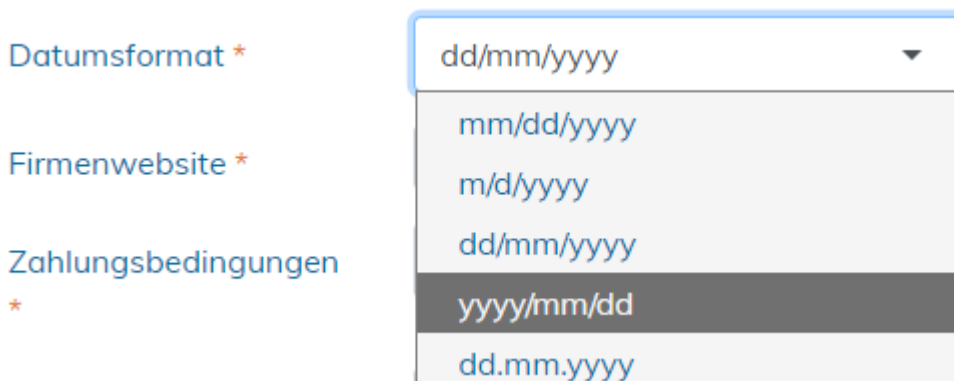 Datumsformat *
dd/mm/yyyy
mm/dd/yyyy
Firmenwebsite *
m/d/yyyy
dd/mm/yyyy
Zahlungsbedingungen
*
yyyy/mm/dd
dd.mm.yyyy